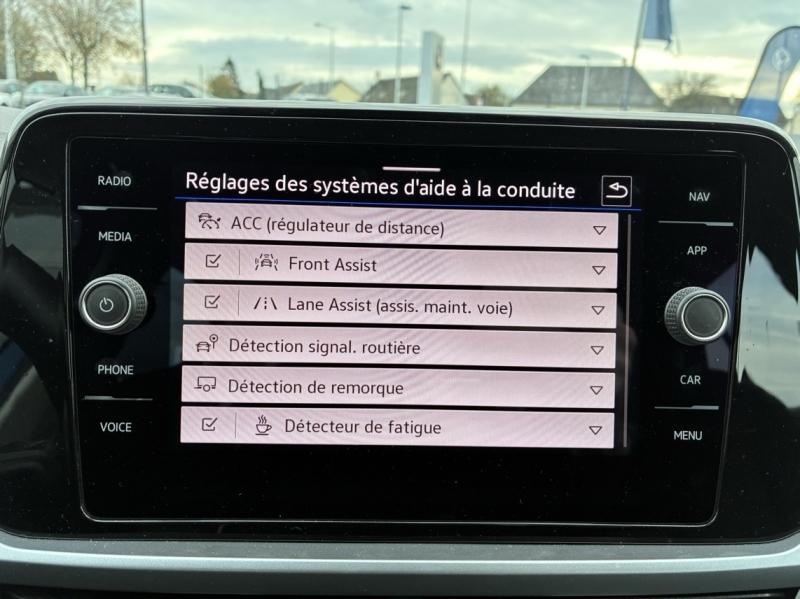 Réglages des systèmes d'aide à la conduite
RADIO
MEDIA
PHONE
VOICE
ACC (régulateur de distance)
Front Assist
Lane Assist (assis. maint. voie)
Détection signal. routière
Détection de remorque
Détecteur de fatigue
NAV
APP
CAR
MENU